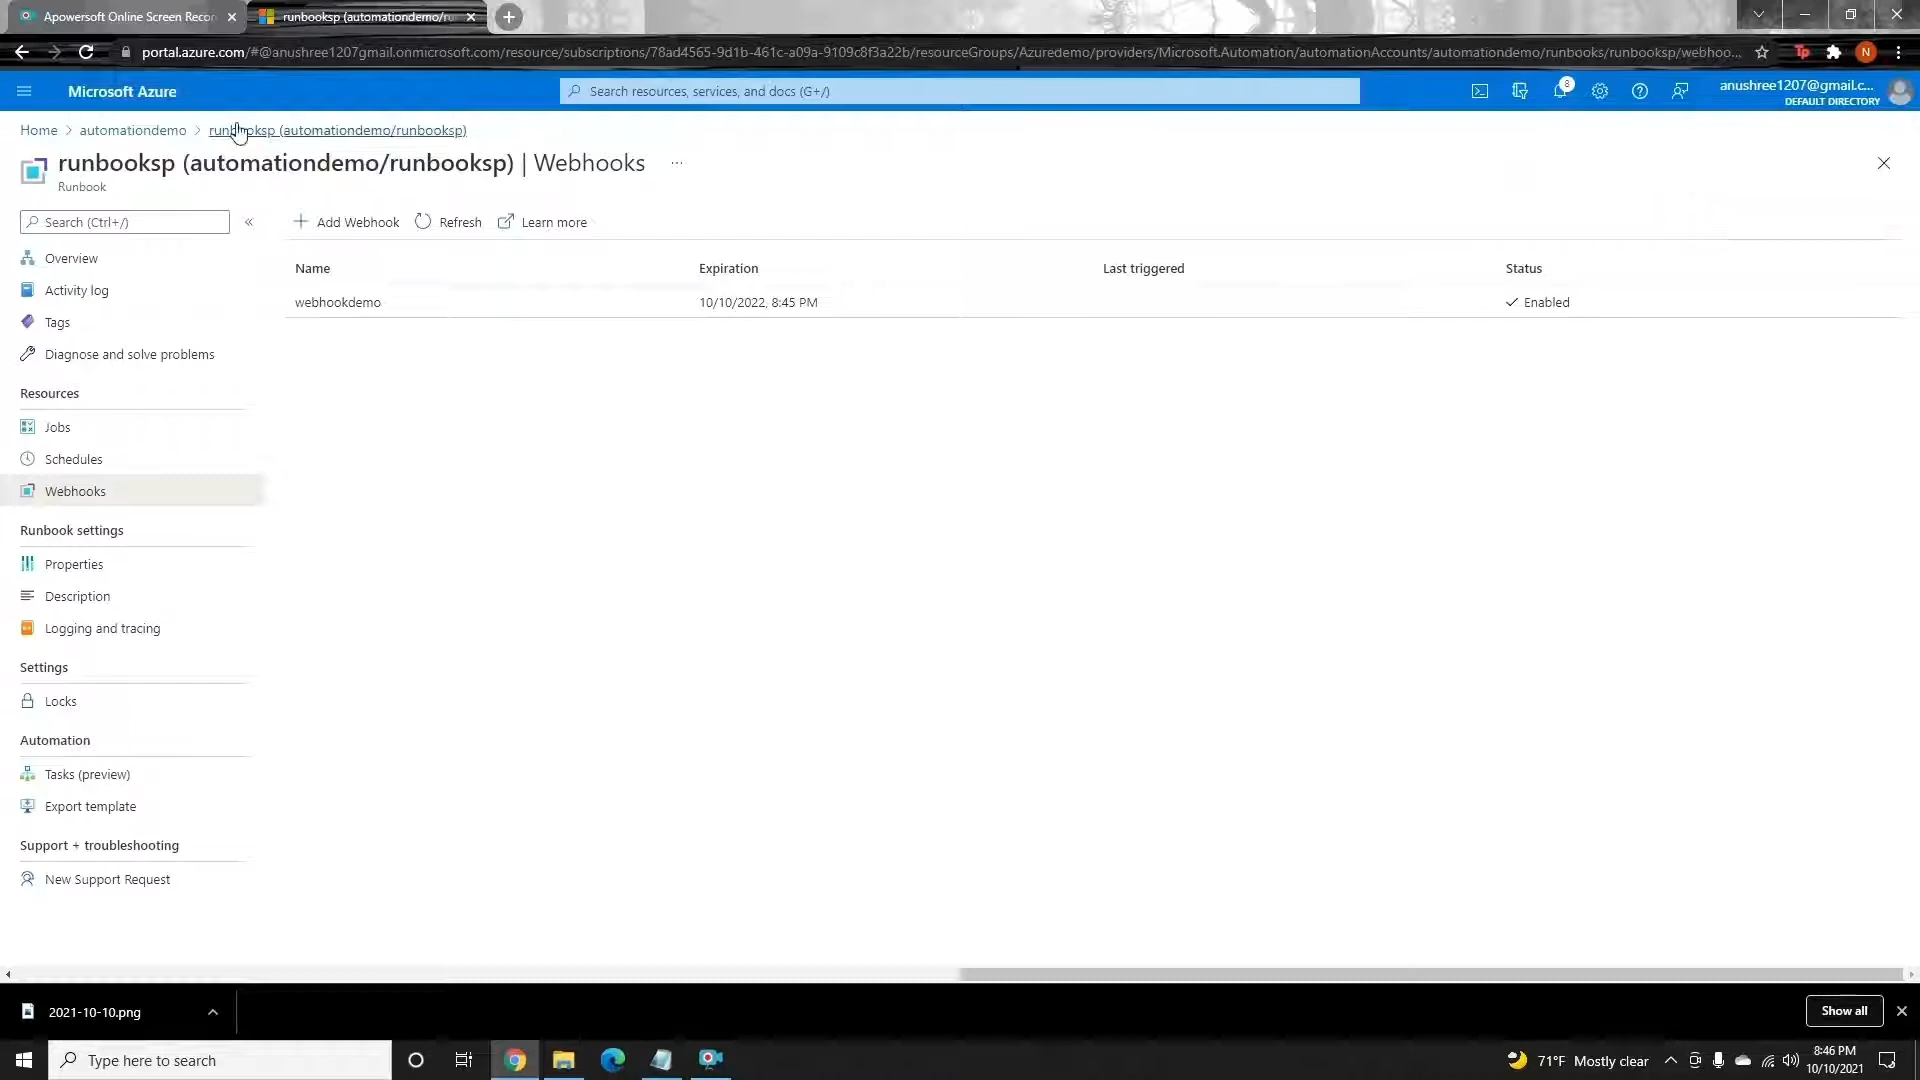 Apowersoft Online Screen Recor
runbooksp (automationdemo/ru
portal.azure.com/#@anushree1207gmail.onmicrosoft.com/resource/subscriptions/78ad4565-9d1b-461c-a09a-9109c8f3a22b/resourceGroups/Azuredemo/providers/Microsoft.Automation/automationAccounts/automationdemo/runbooks/runbooksp/webhoo...
Tp
N
Microsoft Azure
Search resources, services, and docs (G+/)
8
anushree1207@gmail.c...
DEFAULT DIRECTORY
Home > automationdemo > runbooksp (automationdemo/runbooksp)
runbooksp (automationdemo/runbooksp) | Webhooks ...
Runbook
Search (Ctrl+/)
Add Webhook Refresh Learn more
Overview
Activity log
Tags
Diagnose and solve problems
Resources
Jobs
Schedules
Webhooks
Runbook settings
Properties
Description
Logging and tracing
Settings
Locks
Automation
Tasks (preview)
Export template
Support + troubleshooting
New Support Request
Name Expiration Last triggered Status
webhookdemo 10/10/2022, 8:45 PM Enabled
2021-10-10.png
Show all
Type here to search
71°F Mostly clear
8:46 PM
10/10/2021